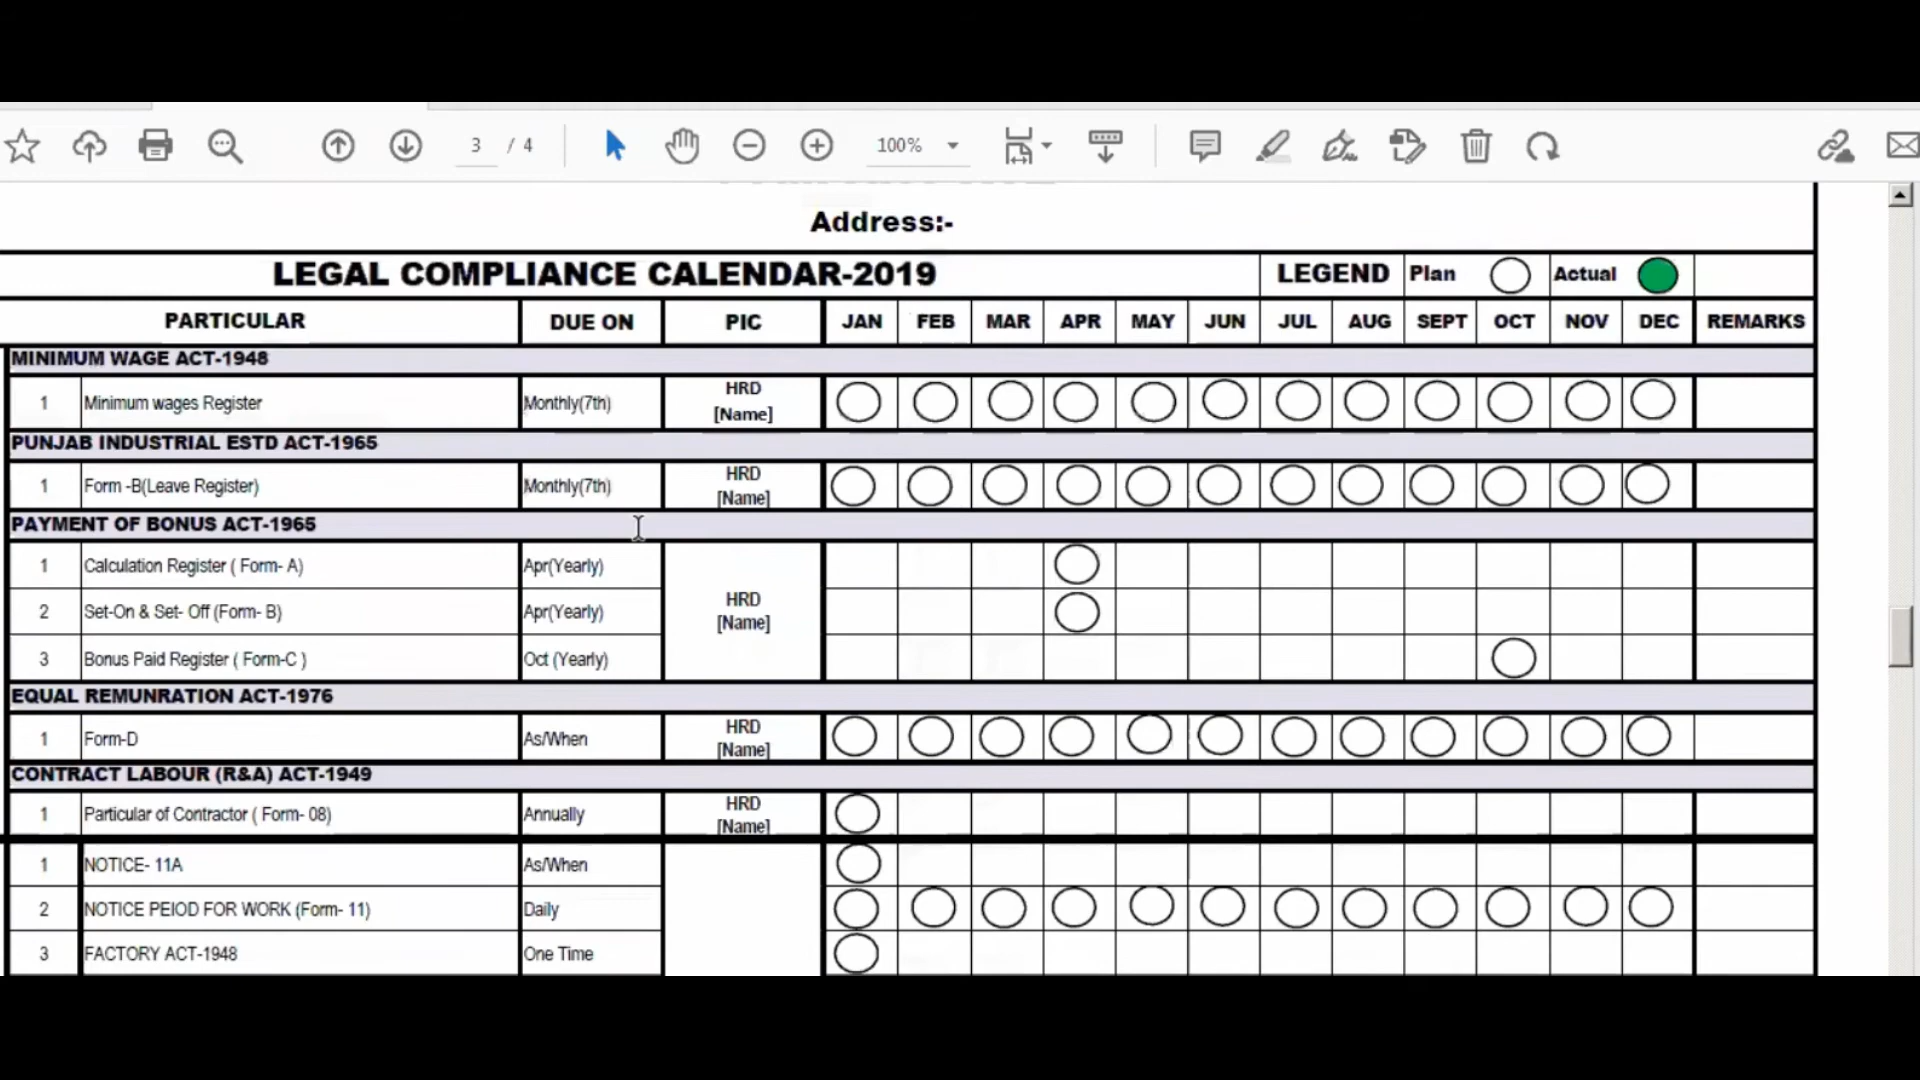 3 / 4 100%
Address:-
LEGAL COMPLIANCE CALENDAR-2019 LEGEND Plan Actual
PARTICULAR DUE ON PIC JAN FEB MAR APR MAY JUN JUL AUG SEPT OCT NOV DEC REMARKS
MINIMUM WAGE ACT-1948
1 Minimum wages Register Monthly(7th) HRD [Name]
PUNJAB INDUSTRIAL ESTD ACT-1965
1 Form -B(Leave Register) Monthly(7th) HRD [Name]
PAYMENT OF BONUS ACT-1965
1 Calculation Register ( Form- A) Apr(Yearly)
2 Set-On & Set- Off (Form- B) Apr(Yearly) HRD [Name]
3 Bonus Paid Register ( Form-C ) Oct (Yearly)
EQUAL REMUNRATION ACT-1976
1 Form-D As/When HRD [Name]
CONTRACT LABOUR (R&A) ACT-1949
1 Particular of Contractor ( Form- 08) Annually HRD [Name]
1 NOTICE- 11A As/When
2 NOTICE PEIOD FOR WORK (Form- 11) Daily
3 FACTORY ACT-1948 One Time